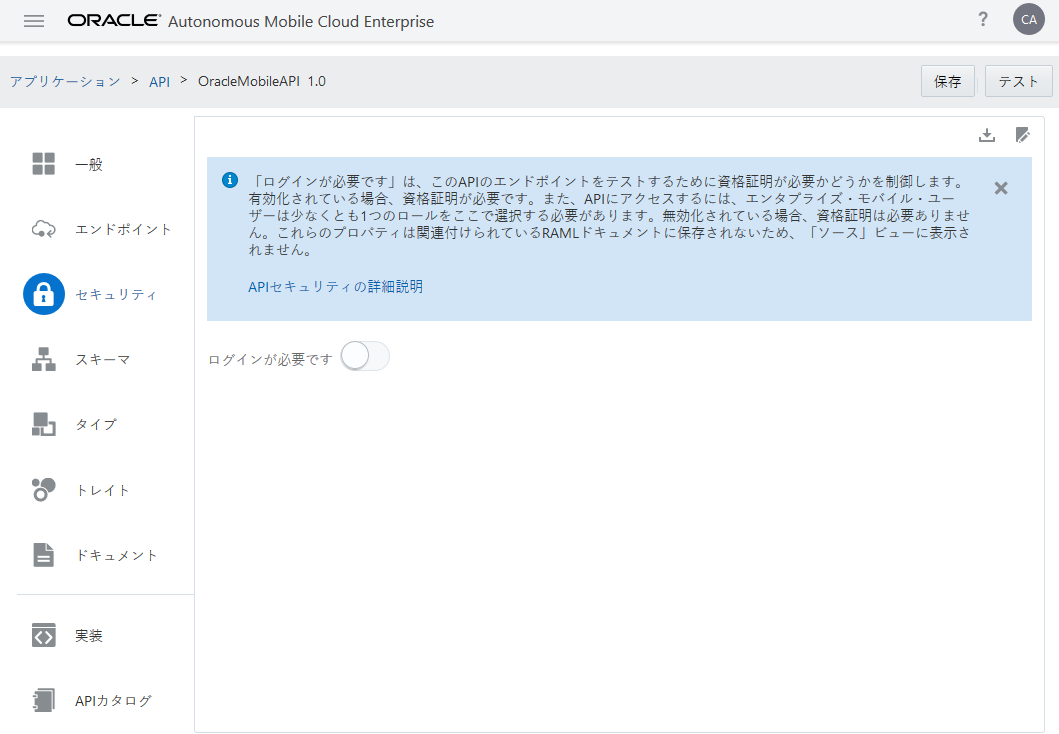 ORACLE Autonomous Mobile Cloud Enterprise ? CA
アプリケーション > API > OracleMobileAPI 1.0 保存 テスト
一般
エンドポイント
セキュリティ
スキーマ
タイプ
トレイト
ドキュメント
実装
APIカタログ
「ログインが必要です」は、このAPIのエンドポイントをテストするために資格証明が必要かどうかを制御します。
有効化されている場合、資格証明が必要です。また、APIにアクセスするには、エンタプライズ・モバイル・ユー
ザーは少なくとも1つのロールをここで選択する必要があります。無効化されている場合、資格証明は必要ありませ
ん。これらのプロパティは関連付けられているRAMLドキュメントに保存されないため、「ソース」ビューに表示さ
れません。
APIセキュリティの詳細説明
ログインが必要です